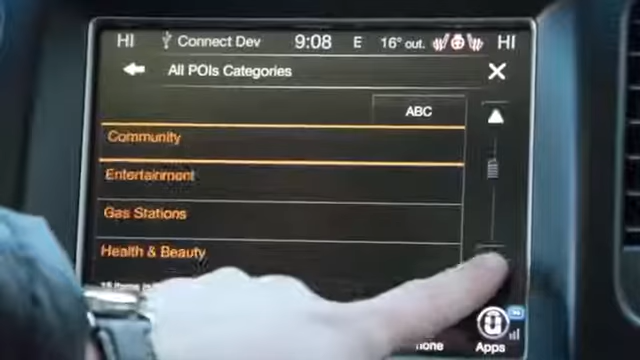 HI Connect Dev 9:08 E 16° out. HI
All POIs Categories
ABC
Community
Entertainment
Gas Stations
Health & Beauty
Apps